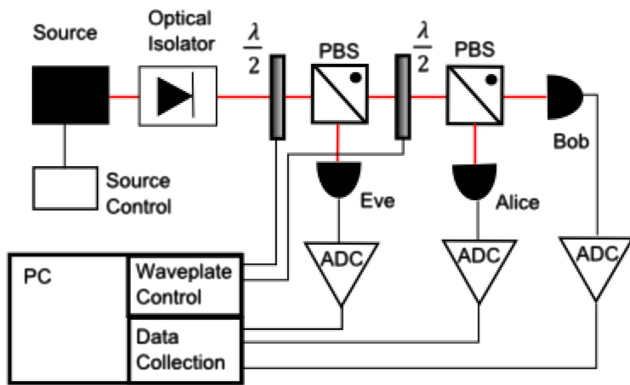 Source
Optical
Isolator
λ/2
PBS
λ/2
PBS
Bob
Source
Control
Eve
Alice
ADC
ADC
ADC
PC
Waveplate
Control
Data
Collection